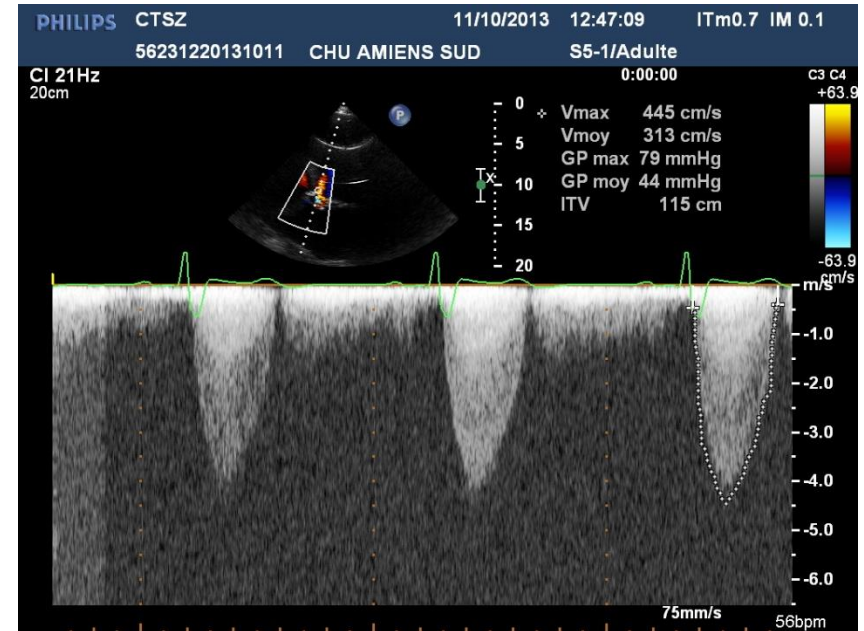 PHILIPS CTSZ 11/10/2013 12:47:09 ITm0.7 IM 0.1
56231220131011 CHU AMIENS SUD S5-1/Adulte
CI 21Hz 0:00:00 C3 C4
20cm +63.9
P
0
Vmax 445 cm/s
5
Vmoy 313 cm/s
GP max 79 mmHg
x
10
GP moy 44 mmHg
ITV 115 cm
15
20
-63.9
cm/s
m/s
-1.0
-2.0
-3.0
-4.0
-5.0
-6.0
75mm/s
56bpm